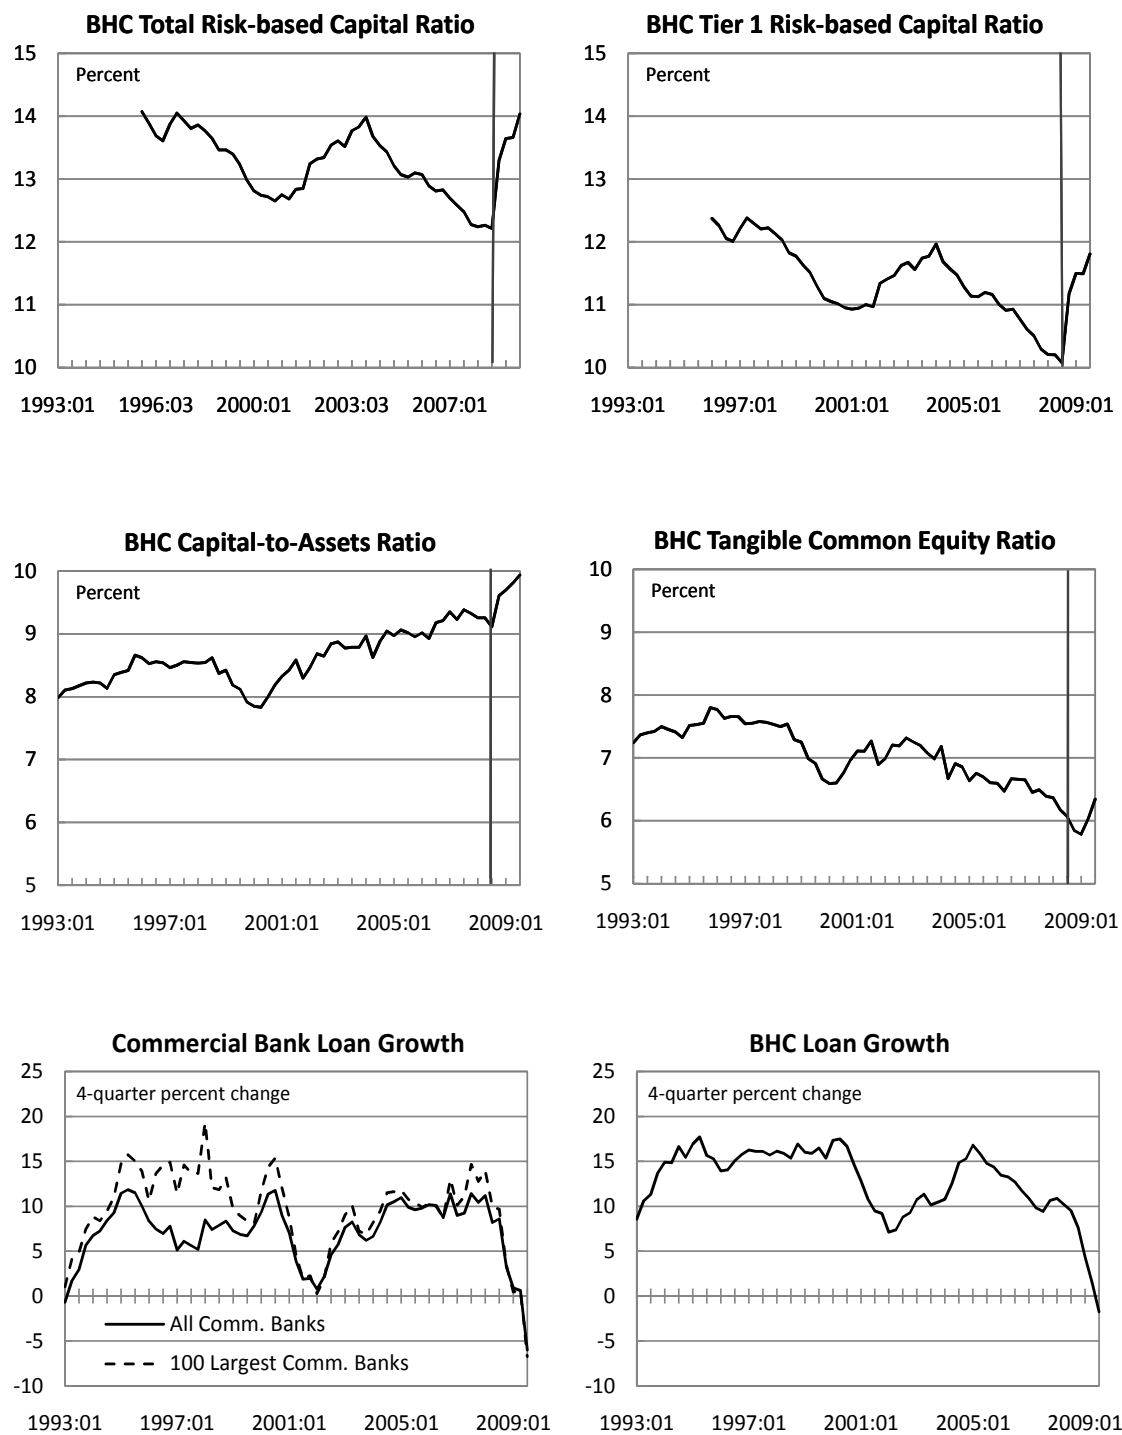 BHC Total Risk-based Capital Ratio
Percent
15
14
13
12
11
10
1993:01 1996:03 2000:01 2003:03 2007:01
BHC Tier 1 Risk-based Capital Ratio
Percent
15
14
13
12
11
10
1993:01 1997:01 2001:01 2005:01 2009:01
BHC Capital-to-Assets Ratio
Percent
10
9
8
7
6
5
1993:01 1997:01 2001:01 2005:01 2009:01
BHC Tangible Common Equity Ratio
Percent
10
9
8
7
6
5
1993:01 1997:01 2001:01 2005:01 2009:01
Commercial Bank Loan Growth
4-quarter percent change
25
20
15
10
5
0
-5
-10
All Comm. Banks
100 Largest Comm. Banks
1993:01 1997:01 2001:01 2005:01 2009:01
BHC Loan Growth
4-quarter percent change
25
20
15
10
5
0
-5
-10
1993:01 1997:01 2001:01 2005:01 2009:01